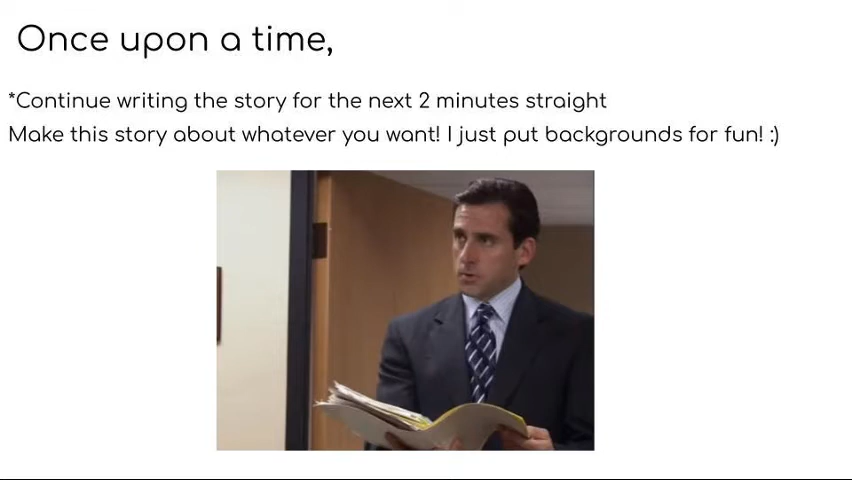 Once upon a time,
*Continue writing the story for the next 2 minutes straight
Make this story about whatever you want! I just put backgrounds for fun! :)